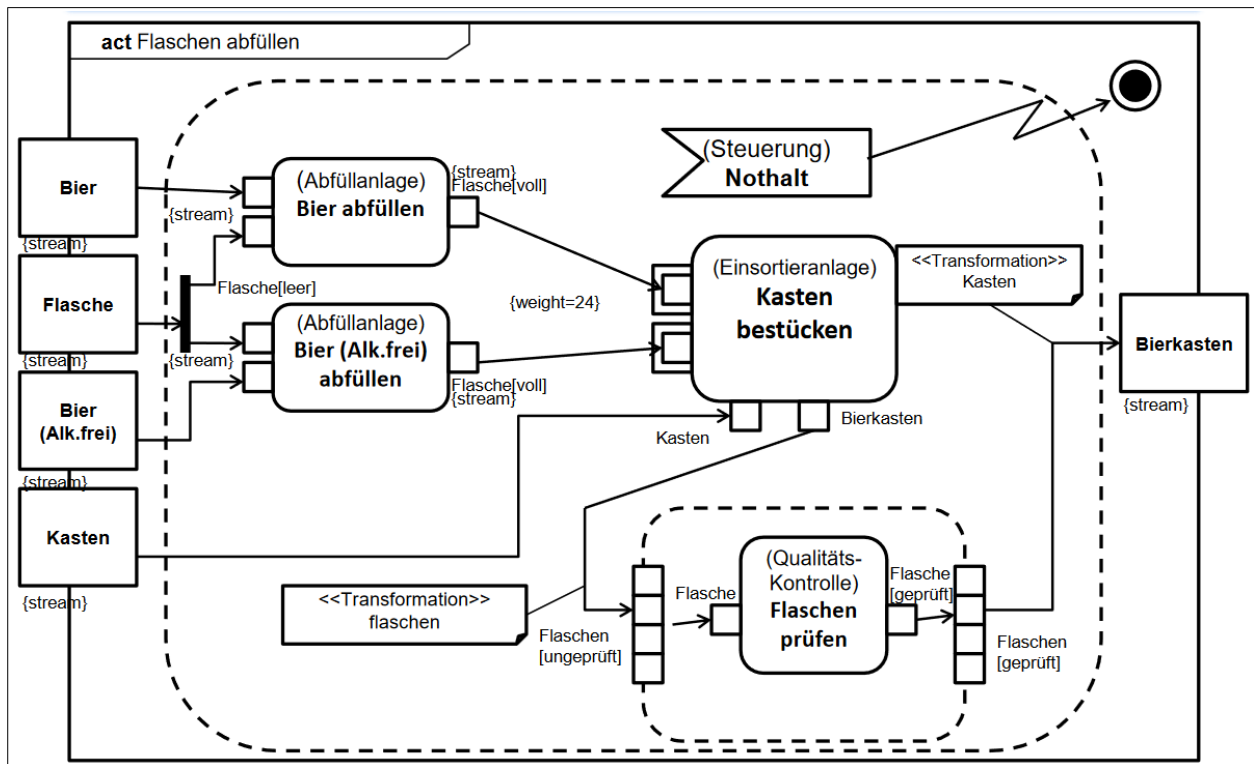 act Flaschen abfüllen
(Steuerung)
Nothalt
Bier
{stream}
(Abfüllanlage)
Bier abfüllen
{stream}
Flasche[voll]
{stream}
Flasche
{stream}
Flasche[leer]
{stream}
(Abfüllanlage)
Bier (Alk.frei)
abfüllen
Flasche[voll]
{stream}
{weight=24}
(Einsortieranlage)
Kasten
bestücken
<<Transformation>>
Kasten
Bierkasten
{stream}
Bier
(Alk.frei)
{stream}
Kasten
Bierkasten
Kasten
{stream}
<<Transformation>>
flaschen
Flaschen
[ungeprüft]
Flasche
(Qualitäts-
Kontrolle)
Flaschen
prüfen
Flasche
[geprüft]
Flaschen
[geprüft]